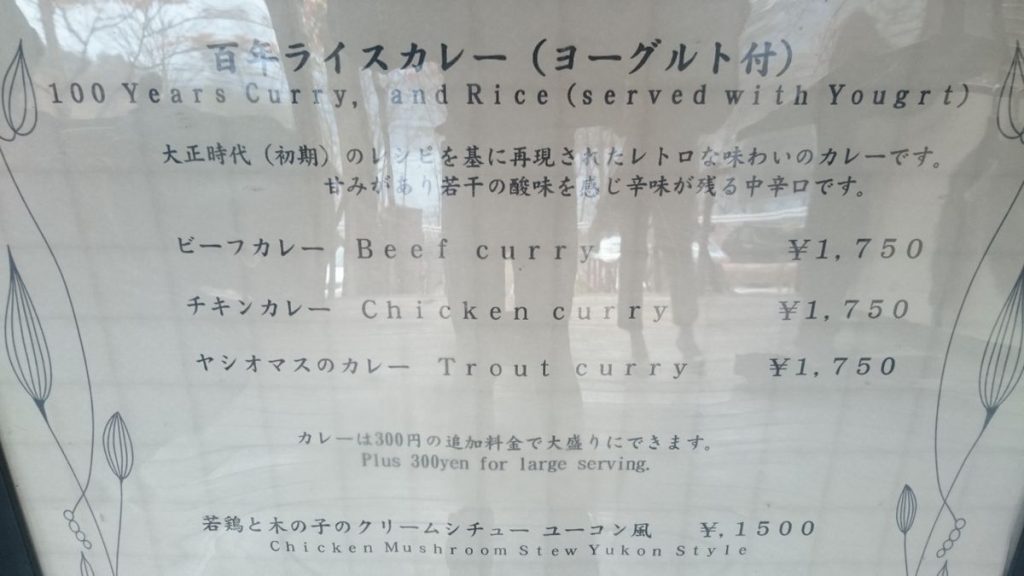 百年ライスカレー（ヨーグルト付）
100 Years Curry, and Rice (served with Yougrt)
大正時代（初期）のレシピを基に再現されたレトロな味わいのカレーです。
甘みがあり若干の酸味を感じ辛味が残る中辛口です。
ビーフカレー Beef curry ￥1,750
チキンカレー Chicken curry ￥1,750
ヤシオマスのカレー Trout curry ￥1,750
カレーは300円の追加料金で大盛りにできます。
Plus 300yen for large serving.
若鶏と木の子のクリームシチュー ユーコン風 ￥,1500
Chicken Mushroom Stew Yukon Style